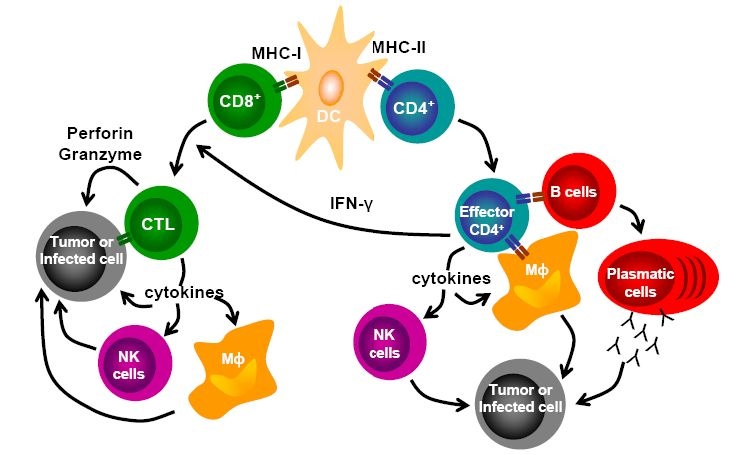 MHC-I
MHC-II
CD8+
DC
CD4+
Perforin
Granzyme
IFN-γ
B cells
Effector
CD4+
CTL
Tumor or
Infected cell
cytokines
cytokines
Mϕ
Plasmatic
cells
NK
cells
Mϕ
NK
cells
Tumor or
Infected cell